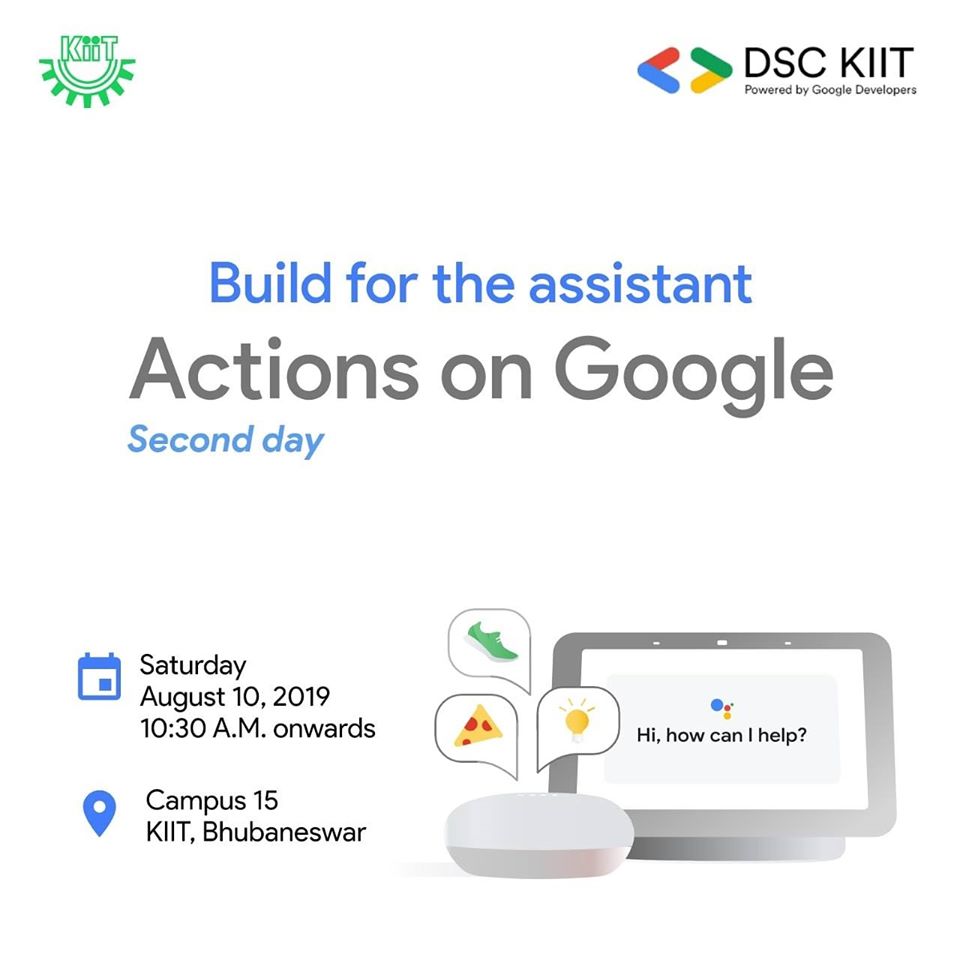 KiiT
DSC KIIT
Powered by Google Developers
Build for the assistant
Actions on Google
Second day
Saturday
August 10, 2019
10:30 A.M. onwards
Campus 15
KIIT, Bhubaneswar
Hi, how can I help?